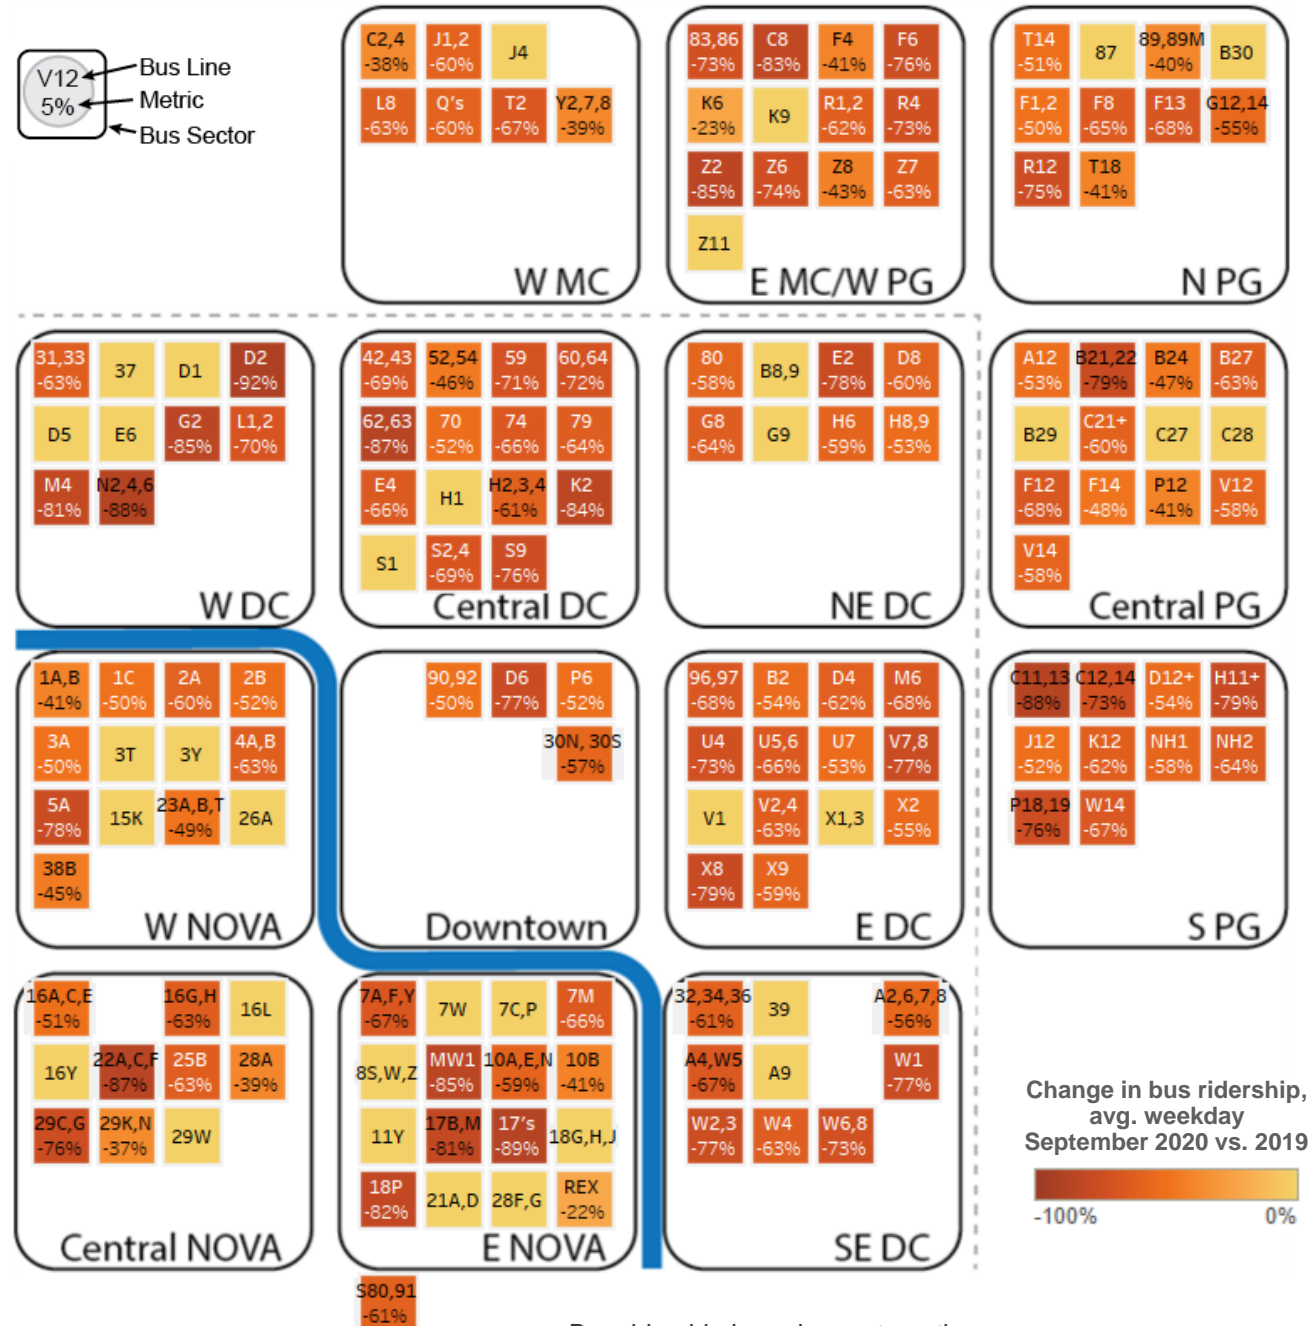 V12
5%
Bus Line
Metric
Bus Sector
C2,4 J1,2 J4
-38% -60%
L8 Q's T2 Y2,7,8
-63% -60% -67% -39%
W MC
83,86 C8 F4 F6
-73% -83% -41% -76%
K6 K9 R1,2 R4
-23% -62% -73%
Z2 Z6 Z8 Z7
-85% -74% -43% -63%
Z11
E MC/W PG
T14 87 89,89M B30
-51% -40%
F1,2 F8 F13 G12,14
-50% -65% -68% -55%
R12 T18
-75% -41%
N PG
31,33 37 D1 D2
-63% -92%
D5 E6 G2 L1,2
-85% -70%
M4 N2,4,6
-81% -88%
W DC
42,43 52,54 59 60,64
-69% -46% -71% -72%
62,63 70 74 79
-87% -52% -66% -64%
E4 H1 H2,3,4 K2
-66% -61% -84%
S1 S2,4 S9
-69% -76%
Central DC
80 B8,9 E2 D8
-58% -78% -60%
G8 G9 H6 H8,9
-64% -59% -53%
NE DC
A12 B21,22 B24 B27
-53% -79% -47% -63%
B29 C21+ C27 C28
-60%
F12 F14 P12 V12
-68% -48% -41% -58%
V14
-58%
Central PG
1A,B 1C 2A 2B
-41% -50% -60% -52%
3A 3T 3Y 4A,B
-50% -63%
5A 15K 23A,B,T 26A
-78% -49%
38B
-45%
W NOVA
90,92 D6 P6
-50% -77% -52%
30N, 30S
-57%
Downtown
96,97 B2 D4 M6
-68% -54% -62% -68%
U4 U5,6 U7 V7,8
-73% -66% -53% -77%
V1 V2,4 X1,3 X2
-63% -55%
X8 X9
-79% -59%
E DC
C11,13 C12,14 D12+ H11+
-88% -73% -54% -79%
J12 K12 NH1 NH2
-52% -62% -58% -64%
P18,19 W14
-76% -67%
S PG
16A,C,E 16G,H 16L
-51% -63%
16Y 22A,C,F 25B 28A
-87% -63% -39%
29C,G 29K,N 29W
-76% -37%
Central NOVA
7A,F,Y 7W 7C,P 7M
-67% -66%
8S,W,Z MW1 10A,E,N 10B
-85% -59% -41%
11Y 17B,M 17's 18G,H,J
-81% -89%
18P 21A,D 28F,G REX
-82% -22%
E NOVA
S80,91
-61%
32,34,36 39 A2,6,7,8
-61% -56%
A4,W5 A9 W1
-67% -77%
W2,3 W4 W6,8
-77% -63% -73%
SE DC
Change in bus ridership,
avg. weekday
September 2020 vs. 2019
-100% 0%